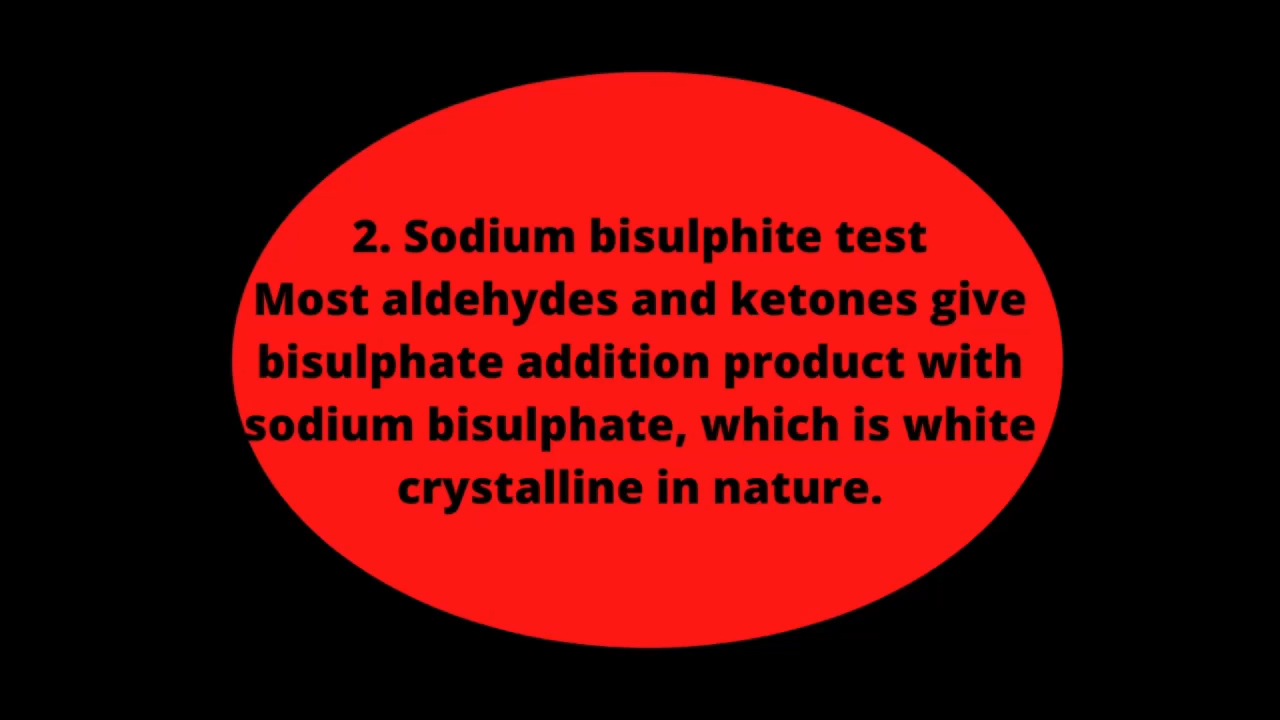 2. Sodium bisulphite test
Most aldehydes and ketones give
bisulphate addition product with
sodium bisulphate, which is white
crystalline in nature.